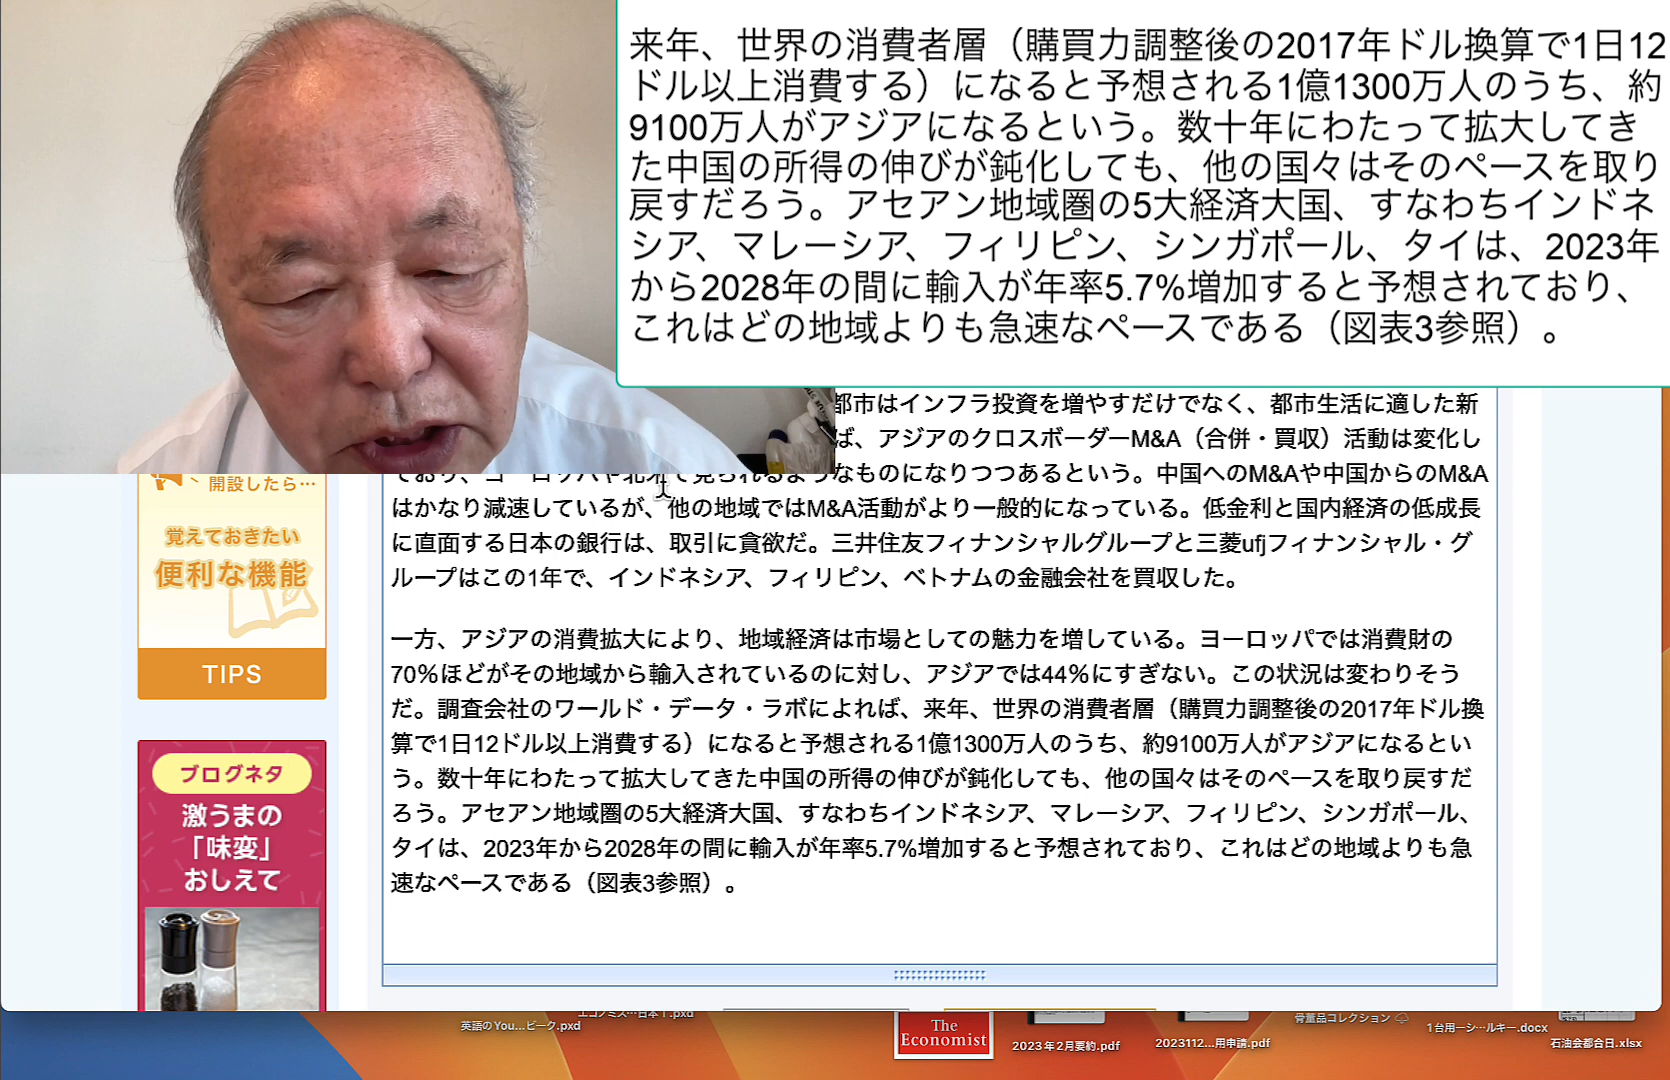 来年、世界の消費者層（購買力調整後の2017年ドル換算で1日12
ドル以上消費する）になると予想される1億1300万人のうち、約
9100万人がアジアになるという。数十年にわたって拡大してき
た中国の所得の伸びが鈍化しても、他の国々はそのペースを取り
戻すだろう。アセアン地域圏の5大経済大国、すなわちインドネ
シア、マレーシア、フィリピン、シンガポール、タイは、2023年
から2028年の間に輸入が年率5.7%増加すると予想されており、
これはどの地域よりも急速なペースである（図表3参照）。
都市はインフラ投資を増やすだけでなく、都市生活に適した新
ば、アジアのクロスボーダーM&A（合併・買収）活動は変化し
ており、ヨーロッパや北米で見られるようなものになりつつあるという。中国へのM&Aや中国からのM&A
はかなり減速しているが、他の地域ではM&A活動がより一般的になっている。低金利と国内経済の低成長
に直面する日本の銀行は、取引に貪欲だ。三井住友フィナンシャルグループと三菱ufjフィナンシャル・グ
ループはこの1年で、インドネシア、フィリピン、ベトナムの金融会社を買収した。
一方、アジアの消費拡大により、地域経済は市場としての魅力を増している。ヨーロッパでは消費財の
70%ほどがその地域から輸入されているのに対し、アジアでは44%にすぎない。この状況は変わりそう
だ。調査会社のワールド・データ・ラボによれば、来年、世界の消費者層（購買力調整後の2017年ドル換
算で1日12ドル以上消費する）になると予想される1億1300万人のうち、約9100万人がアジアになるとい
う。数十年にわたって拡大してきた中国の所得の伸びが鈍化しても、他の国々はそのペースを取り戻すだ
ろう。アセアン地域圏の5大経済大国、すなわちインドネシア、マレーシア、フィリピン、シンガポール、
タイは、2023年から2028年の間に輸入が年率5.7%増加すると予想されており、これはどの地域よりも急
速なペースである（図表3参照）。
開設したら…
覚えておきたい
便利な機能
TIPS
ブログネタ
激うまの
「味変」
おしえて
英語のYou...ビーク.pxd
エコノミス…日本1.pxd
The
Economist
2023年2月要約.pdf
2023112...用申請.pdf
骨董品コレクション
1台用ーシ…ルキー.docx
石油会都合日.xlsx